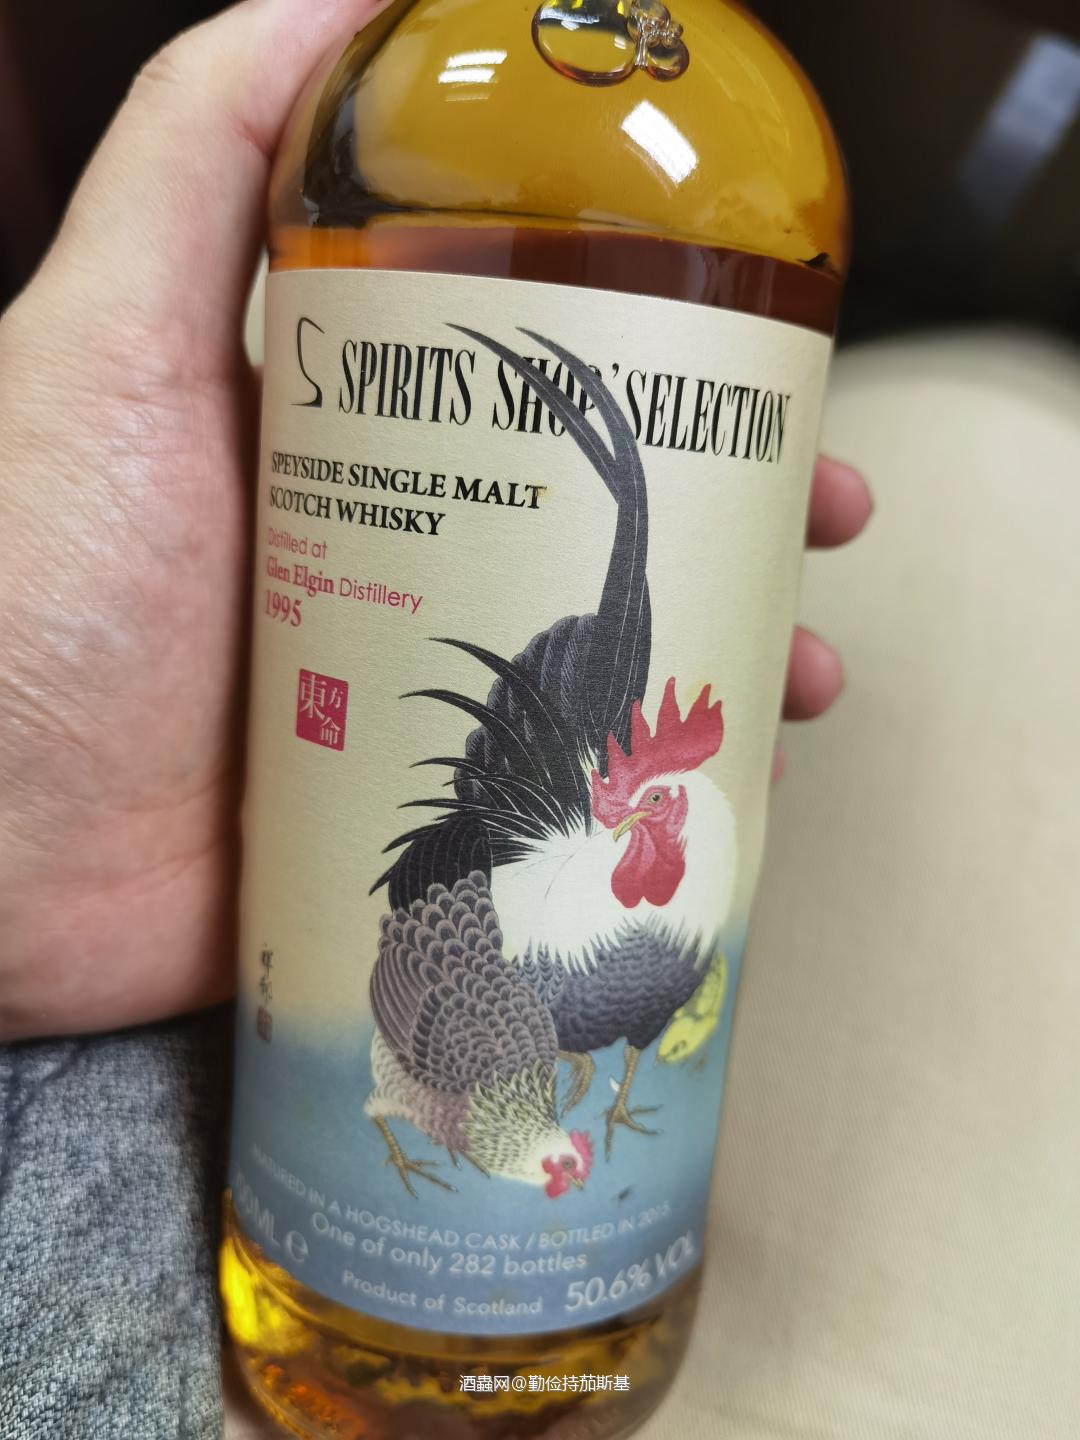 SPIRITS SHOP' SELECTION
SPEYSIDE SINGLE MALT
SCOTCH WHISKY
Distilled at
Glen Elgin Distillery
1995
東方命
MATURED IN A HOGSHEAD CASK / BOTTLED IN 2015
One of only 282 bottles
ML e
Product of Scotland
50.6% VOL
酒蟲网@勤俭持茄斯基